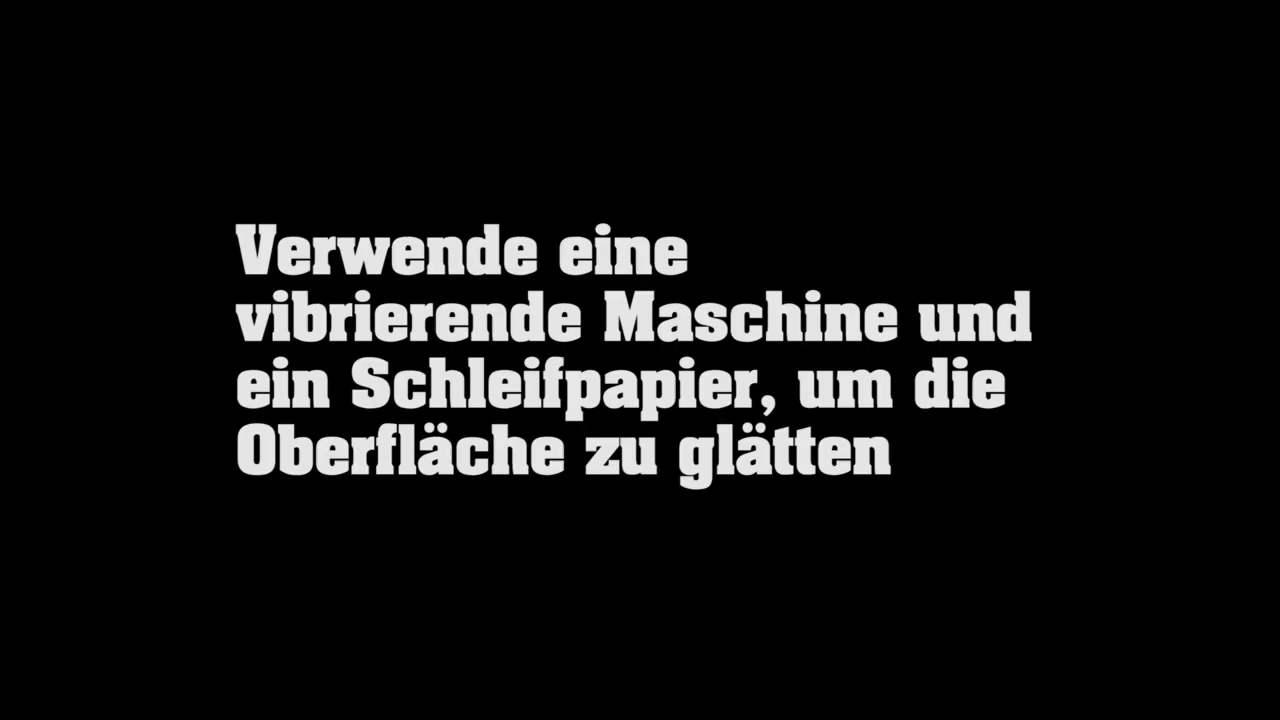 Verwende eine
vibrierende Maschine und
ein Schleifpapier, um die
Oberfläche zu glätten